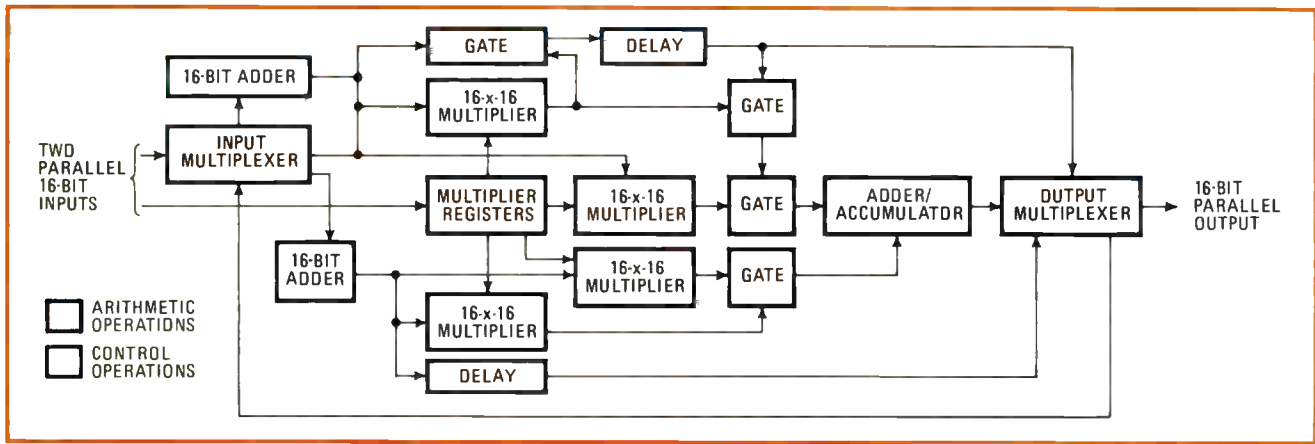 GATE
DELAY
16-BIT ADDER
16-x-16
MULTIPLIER
GATE
TWD
PARALLEL
16-BIT
INPUTS
INPUT
MULTIPLEXER
MULTIPLIER
REGISTERS
16-x-16
MULTIPLIER
GATE
ADDER/
ACCUMULATOR
DUTPUT
MULTIPLEXER
16-BIT
PARALLEL
OUTPUT
16-BIT
ADDER
16-x-16
MULTIPLIER
GATE
16-x-16
MULTIPLIER
DELAY
ARITHMETIC
OPERATIONS
CONTROL
OPERATIONS